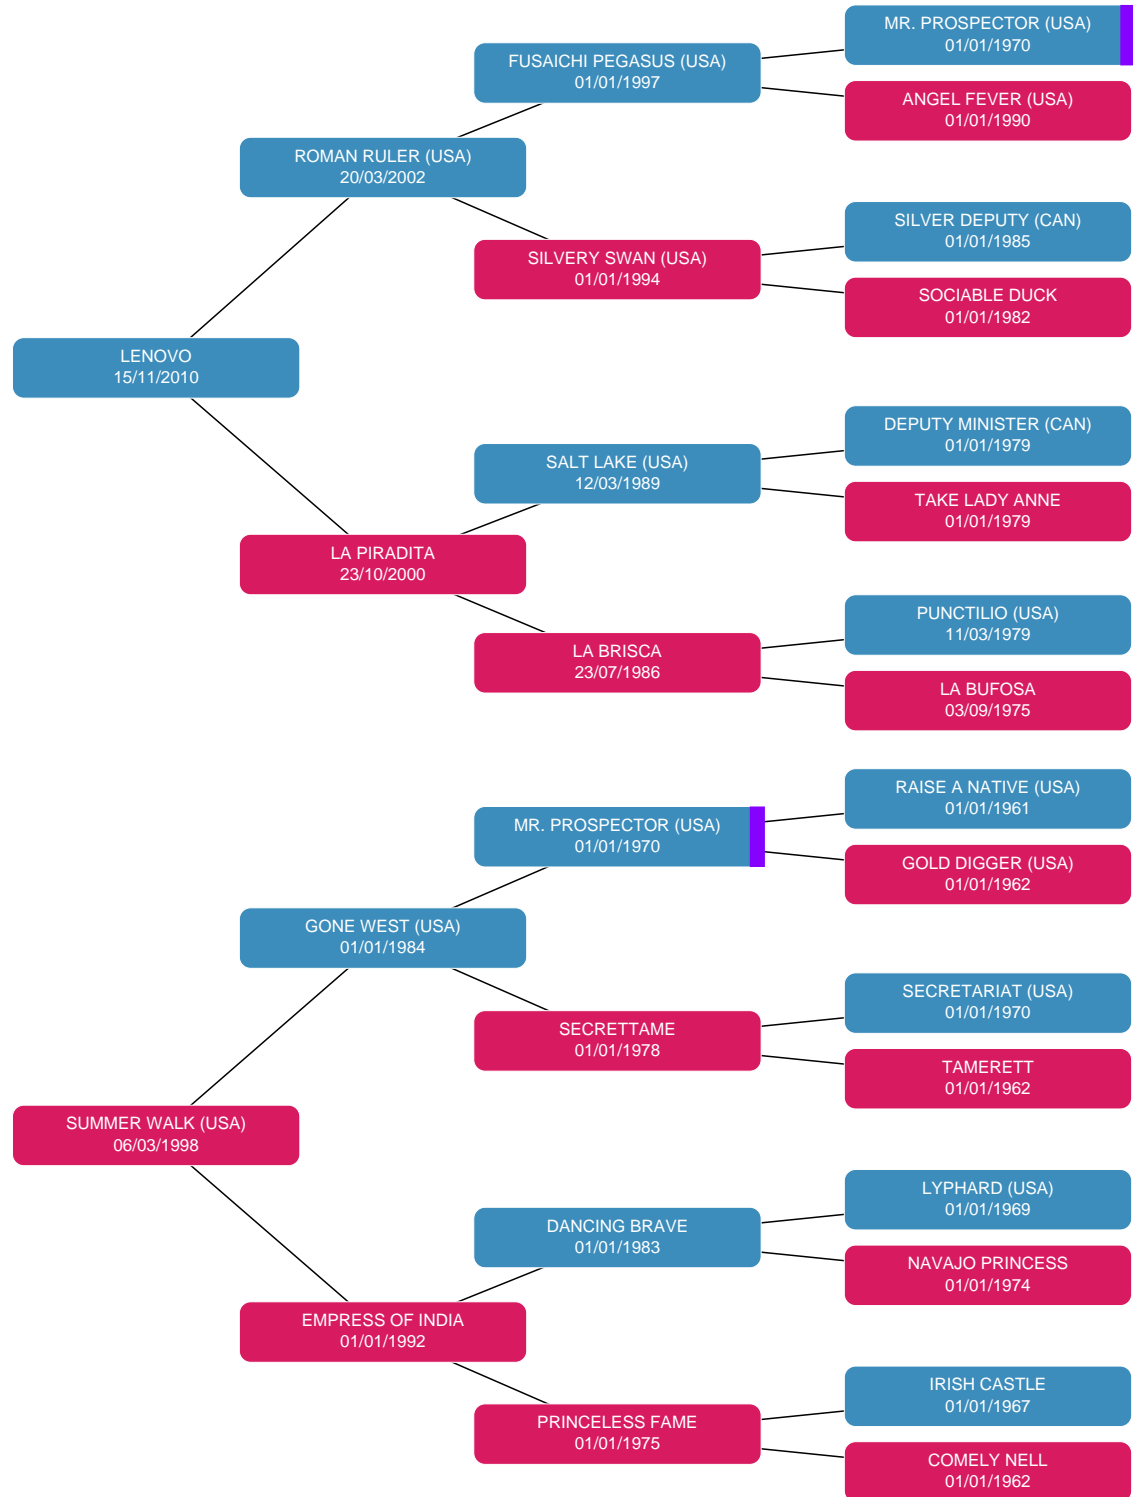 MR. PROSPECTOR (USA)
01/01/1970
FUSAICHI PEGASUS (USA)
01/01/1997
ANGEL FEVER (USA)
01/01/1990
ROMAN RULER (USA)
20/03/2002
SILVER DEPUTY (CAN)
01/01/1985
SILVERY SWAN (USA)
01/01/1994
SOCIABLE DUCK
01/01/1982
LENOVO
15/11/2010
DEPUTY MINISTER (CAN)
01/01/1979
SALT LAKE (USA)
12/03/1989
TAKE LADY ANNE
01/01/1979
LA PIRADITA
23/10/2000
PUNCTILIO (USA)
11/03/1979
LA BRISCA
23/07/1986
LA BUFOSA
03/09/1975
RAISE A NATIVE (USA)
01/01/1961
MR. PROSPECTOR (USA)
01/01/1970
GOLD DIGGER (USA)
01/01/1962
GONE WEST (USA)
01/01/1984
SECRETARIAT (USA)
01/01/1970
SECRETTAME
01/01/1978
TAMERETT
01/01/1962
SUMMER WALK (USA)
06/03/1998
LYPHARD (USA)
01/01/1969
DANCING BRAVE
01/01/1983
NAVAJO PRINCESS
01/01/1974
EMPRESS OF INDIA
01/01/1992
IRISH CASTLE
01/01/1967
PRINCELESS FAME
01/01/1975
COMELY NELL
01/01/1962